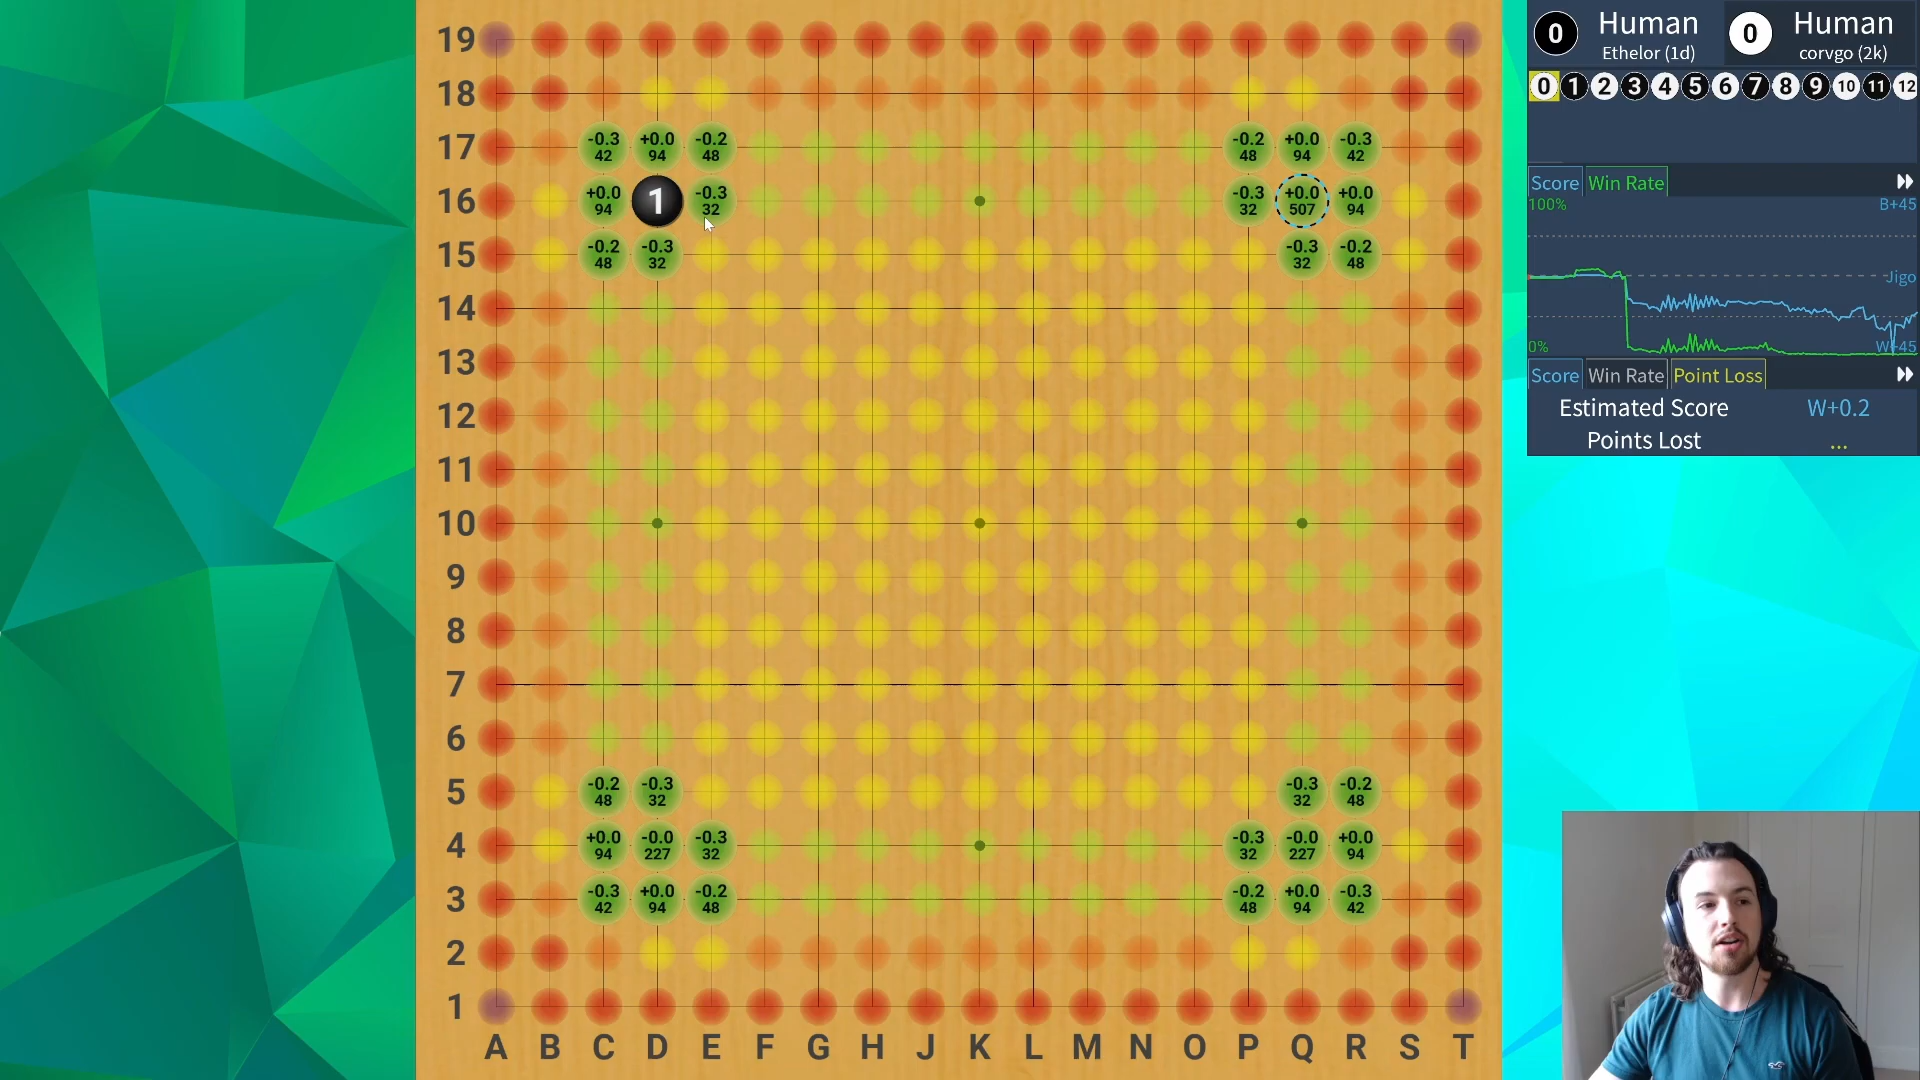 19
18
17 -0.3 +0.0 -0.2 -0.2 +0.0 -0.3
42 94 48 48 94 42
16 +0.0 1 -0.3 -0.3 +0.0 +0.0
94 32 32 507 94
15 -0.2 -0.3 -0.3 -0.2
48 32 32 48
14
13
12
11
10
9
8
7
6
5 -0.2 -0.3 -0.3 -0.2
48 32 32 48
4 +0.0 -0.0 -0.3 -0.3 -0.0 +0.0
94 227 32 32 227 94
3 -0.3 +0.0 -0.2 -0.2 +0.0 -0.3
42 94 48 48 94 42
2
1
A B C D E F G H J K L M N O P Q R S T
0 Human 0 Human
Ethelor (1d) corvgo (2k)
0 1 2 3 4 5 6 7 8 9 10 11 12
Score Win Rate
100% B+45
Jigo
0% W+45
Score Win Rate Point Loss
Estimated Score W+0.2
Points Lost ...